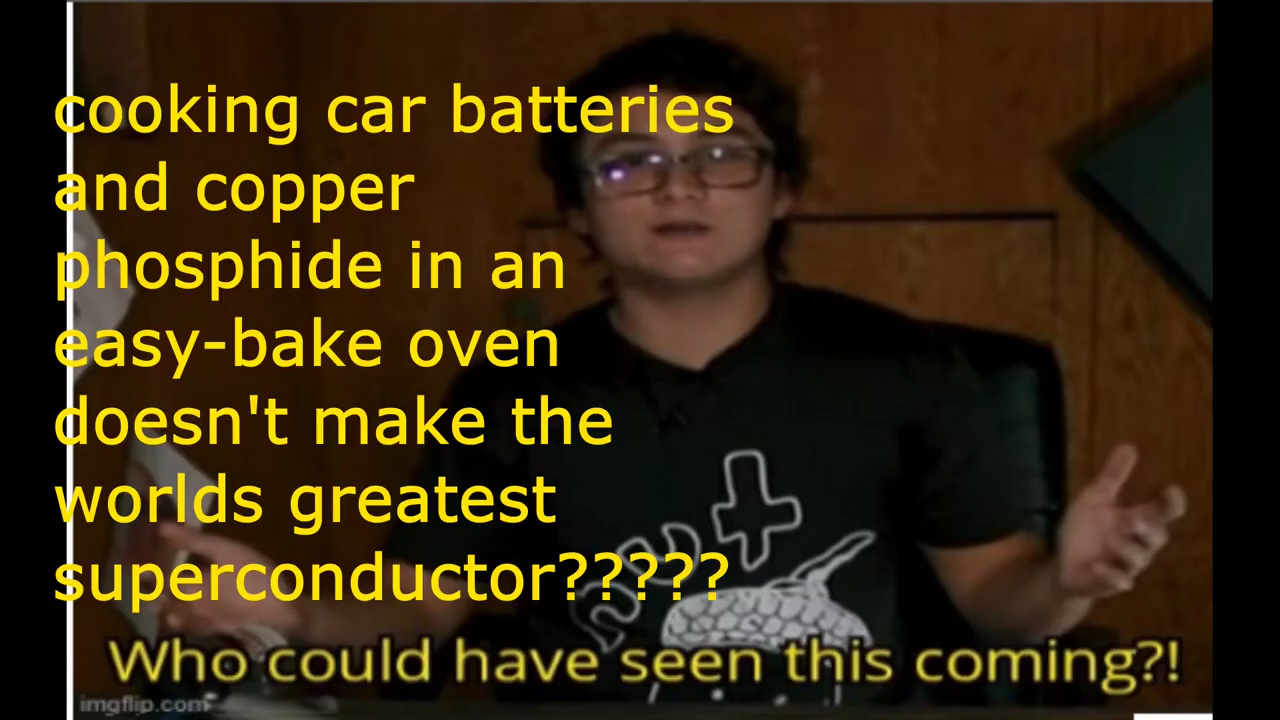 cooking car batteries
and copper
phosphide in an
easy-bake oven
doesn't make the
worlds greatest
superconductor?????
nut
Who could have seen this coming?!
imgflip.com